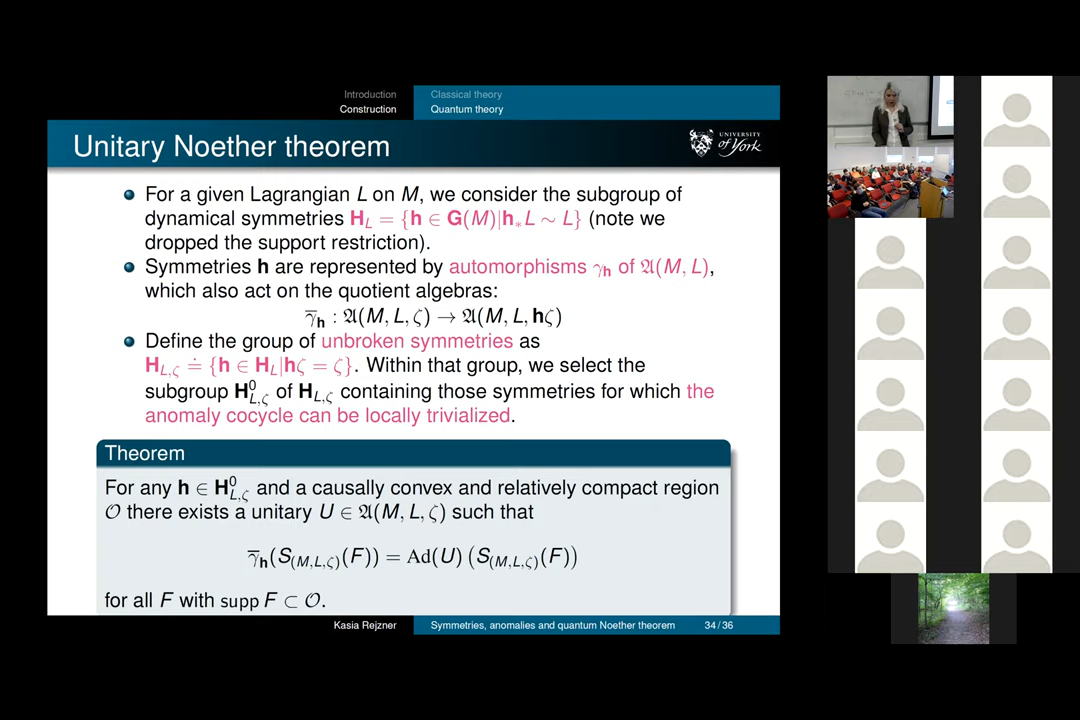 Introduction
Construction
Classical theory
Quantum theory
Unitary Noether theorem
UNIVERSITY
of York
For a given Lagrangian L on M, we consider the subgroup of
dynamical symmetries H_L = {h ∈ G(M)|h_*L ∼ L} (note we
dropped the support restriction).
Symmetries h are represented by automorphisms γ_h of 𝔄(M, L),
which also act on the quotient algebras:
γ̅_h : 𝔄(M, L, ζ) → 𝔄(M, L, hζ)
Define the group of unbroken symmetries as
H_{L,ζ} ≐ {h ∈ H_L|hζ = ζ}. Within that group, we select the
subgroup H^0_{L,ζ} of H_{L,ζ} containing those symmetries for which the
anomaly cocycle can be locally trivialized.
Theorem
For any h ∈ H^0_{L,ζ} and a causally convex and relatively compact region
𝒪 there exists a unitary U ∈ 𝔄(M, L, ζ) such that
γ̅_h(S_{(M,L,ζ)}(F)) = Ad(U) (S_{(M,L,ζ)}(F))
for all F with supp F ⊂ 𝒪.
Kasia Rejzner
Symmetries, anomalies and quantum Noether theorem
34 / 36